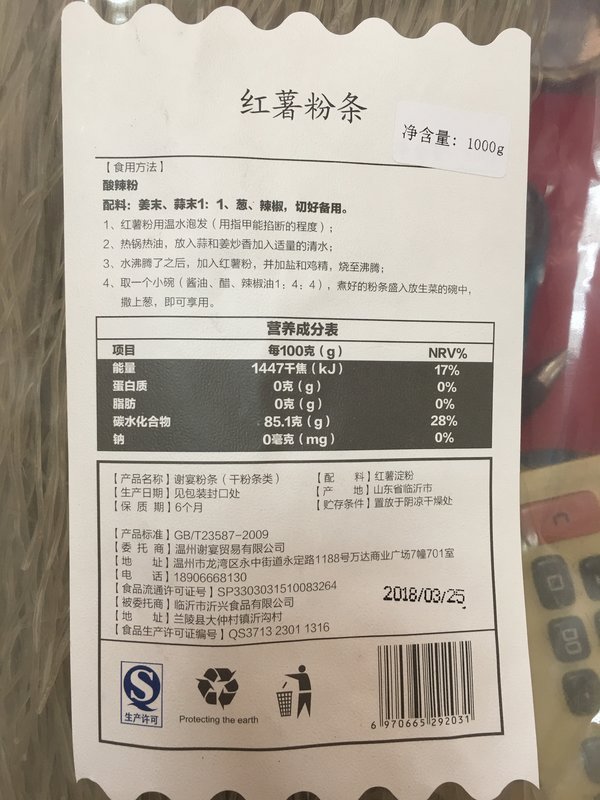 红薯粉条
净含量: 1000g
【食用方法】
酸辣粉
配料: 姜末、蒜末1: 1、葱、辣椒, 切好备用。
1、红薯粉用温水泡发(用指甲能掐断的程度);
2、热锅热油, 放入蒜和姜炒香加入适量的清水;
3、水沸腾了之后, 加入红薯粉, 并加盐和鸡精, 烧至沸腾;
4、取一个小碗(酱油、醋、辣椒油1; 4: 4), 煮好的粉条盛入放生菜的碗中,
撒上葱, 即可享用。
营养成分表
项目 每100克(g) NRV%
能量 1447千焦(kJ) 17%
蛋白质 0克(g) 0%
脂肪 0克(g) 0%
碳水化合物 85.1克(g) 28%
钠 0毫克(mg) 0%
【产品名称】谢宴粉条(干粉条类) 【配 料】红薯淀粉
【生产日期】见包装封口处 【产 地】山东省临沂市
【保 质 期】6个月 【贮存条件】置放于阴凉干燥处
【产品标准】GB/T23587-2009
【委 托 商】温州谢宴贸易有限公司
【地 址】温州市龙湾区永中街道永定路1188号万达商业广场7幢701室
【电 话】18906668130
【食品流通许可证号】SP3303031510083264
【被委托商】临沂市沂兴食品有限公司
【地 址】兰陵县大仲村镇沂沟村
【食品生产许可证编号】QS3713 2301 1316
2018/03/25
生产许可
Protecting the earth
6 970665 292031